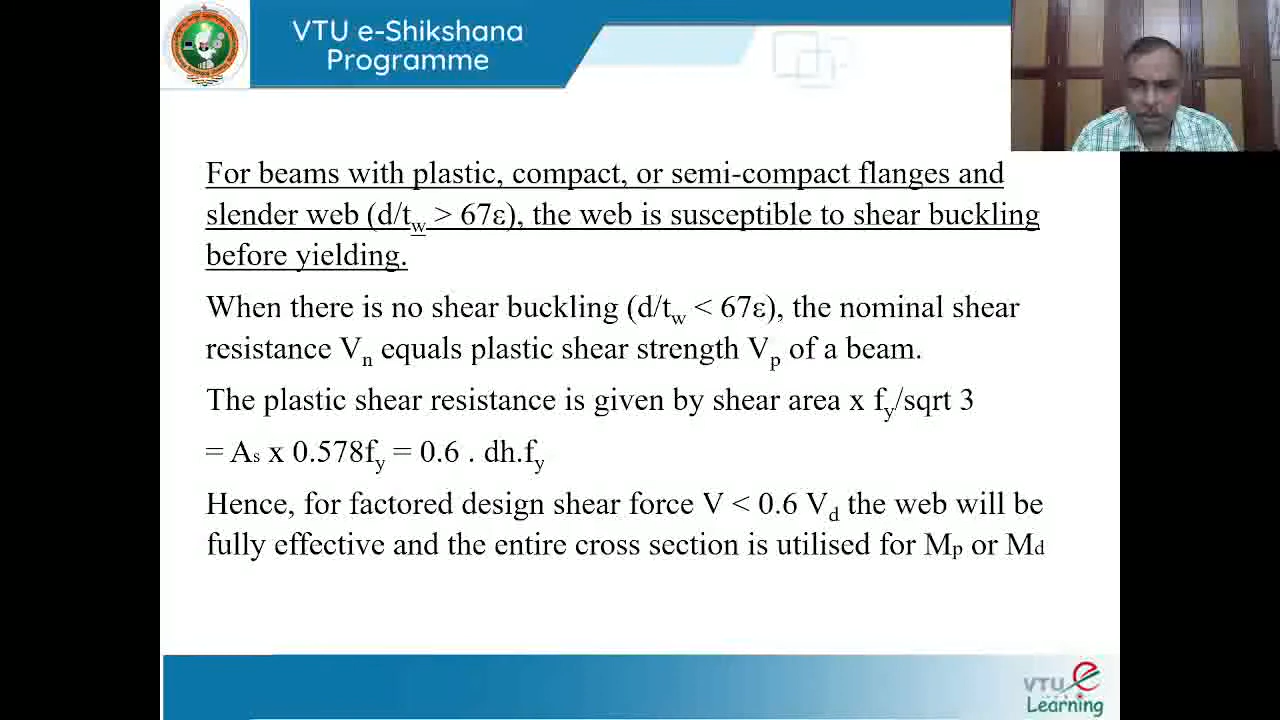 VTU e-Shikshana
Programme
For beams with plastic, compact, or semi-compact flanges and
slender web (d/tw > 67ε), the web is susceptible to shear buckling
before yielding.
When there is no shear buckling (d/tw < 67ε), the nominal shear
resistance Vn equals plastic shear strength Vp of a beam.
The plastic shear resistance is given by shear area x fy/sqrt 3
= As x 0.578fy = 0.6 . dh.fy
Hence, for factored design shear force V < 0.6 Vd the web will be
fully effective and the entire cross section is utilised for Mp or Md
VTU e
Learning